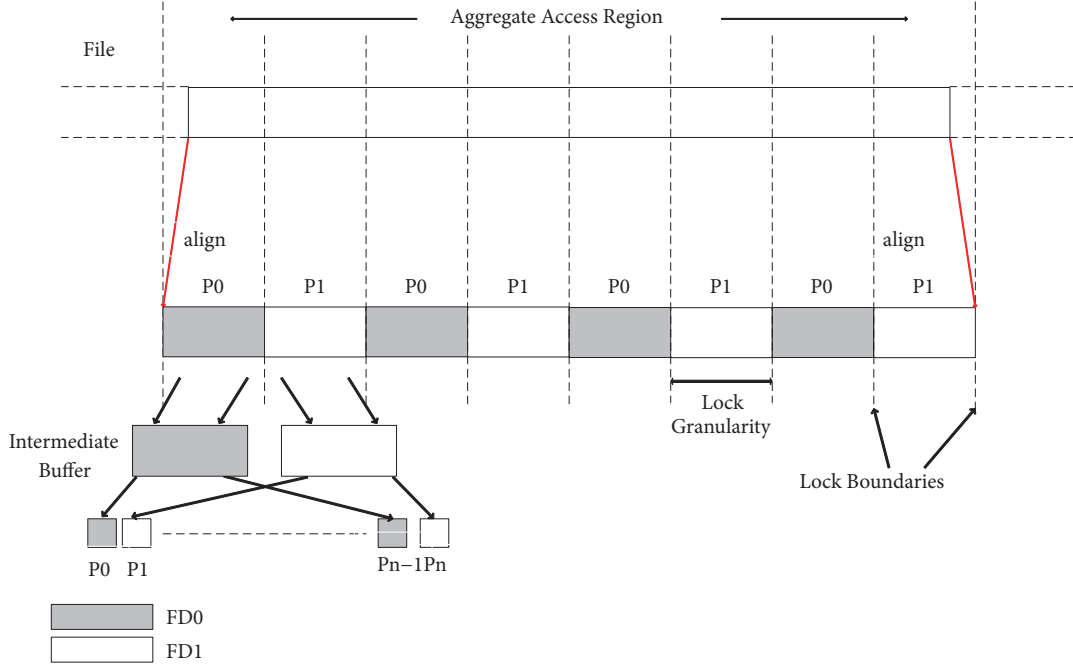 Aggregate Access Region
File
align
align
P0
P1
P0
P1
P0
P1
P0
P1
Lock
Granularity
Intermediate
Buffer
Lock Boundaries
P0
P1
Pn−1Pn
FD0
FD1